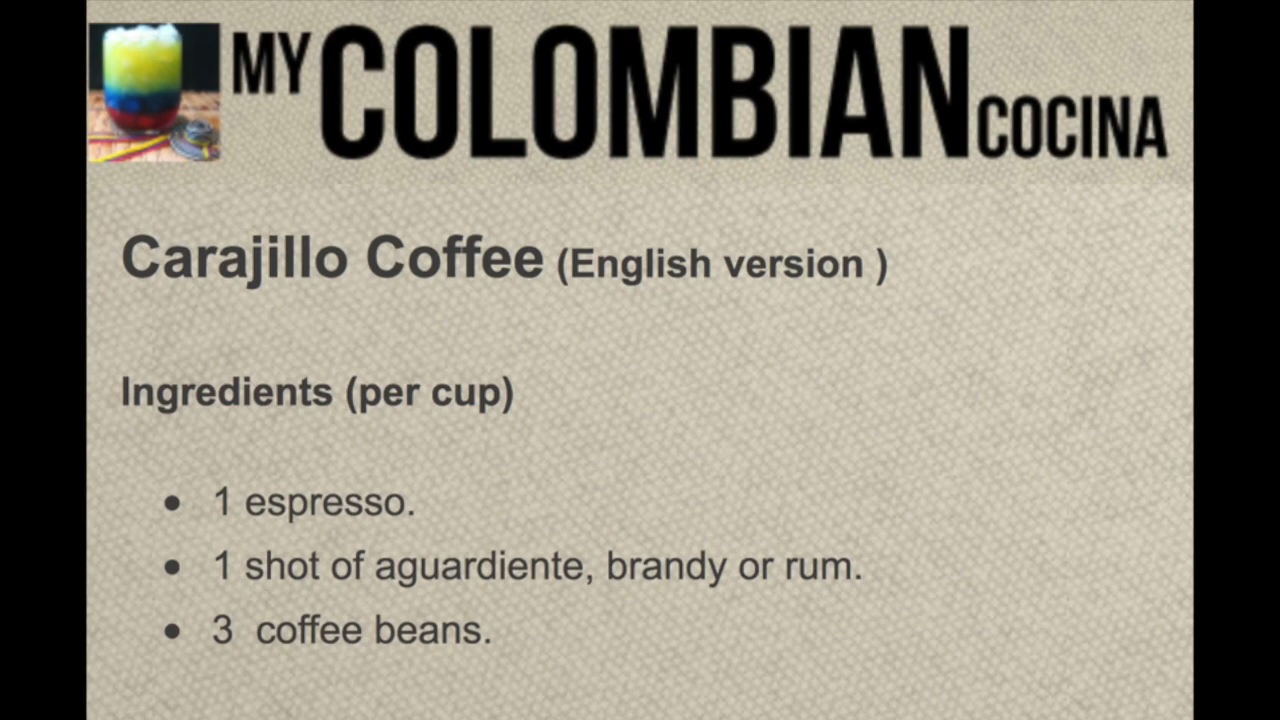 MY COLOMBIAN COCINA
Carajillo Coffee (English version )
Ingredients (per cup)
• 1 espresso.
• 1 shot of aguardiente, brandy or rum.
• 3 coffee beans.